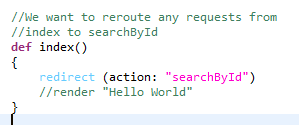 //We want to reroute any requests from
//index to searchById
def index()
{
redirect (action: "searchById")
//render "Hello World"
}